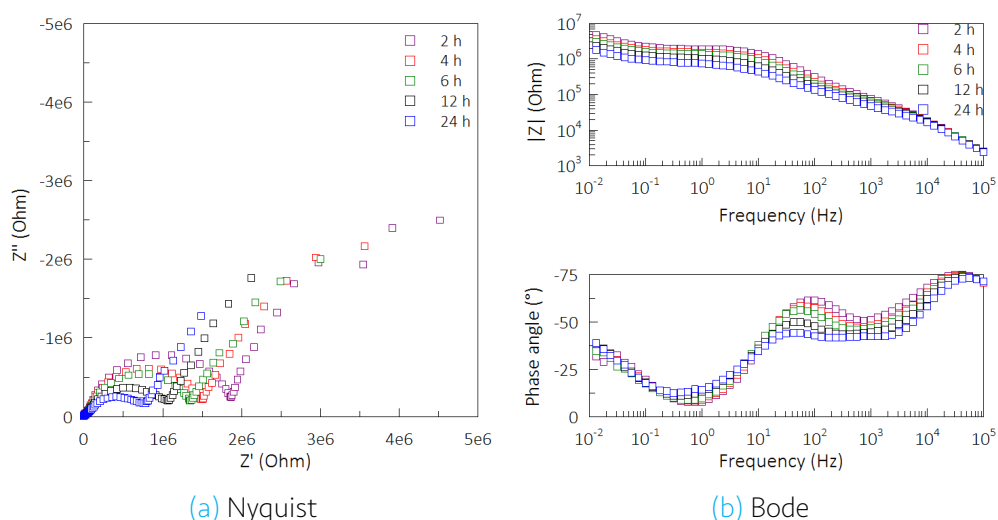 -5e6
-4e6
-3e6
-2e6
-1e6
0
Z'' (Ohm)
2 h
4 h
6 h
12 h
24 h
0
1e6
2e6
3e6
4e6
5e6
Z' (Ohm)
(a) Nyquist
10^7
10^6
10^5
10^4
10^3
|Z| (Ohm)
2 h
4 h
6 h
12 h
24 h
10^-2
10^-1
10^0
10^1
10^2
10^3
10^4
10^5
Frequency (Hz)
-75
-50
-25
0
Phase angle (°)
10^-2
10^-1
10^0
10^1
10^2
10^3
10^4
10^5
Frequency (Hz)
(b) Bode